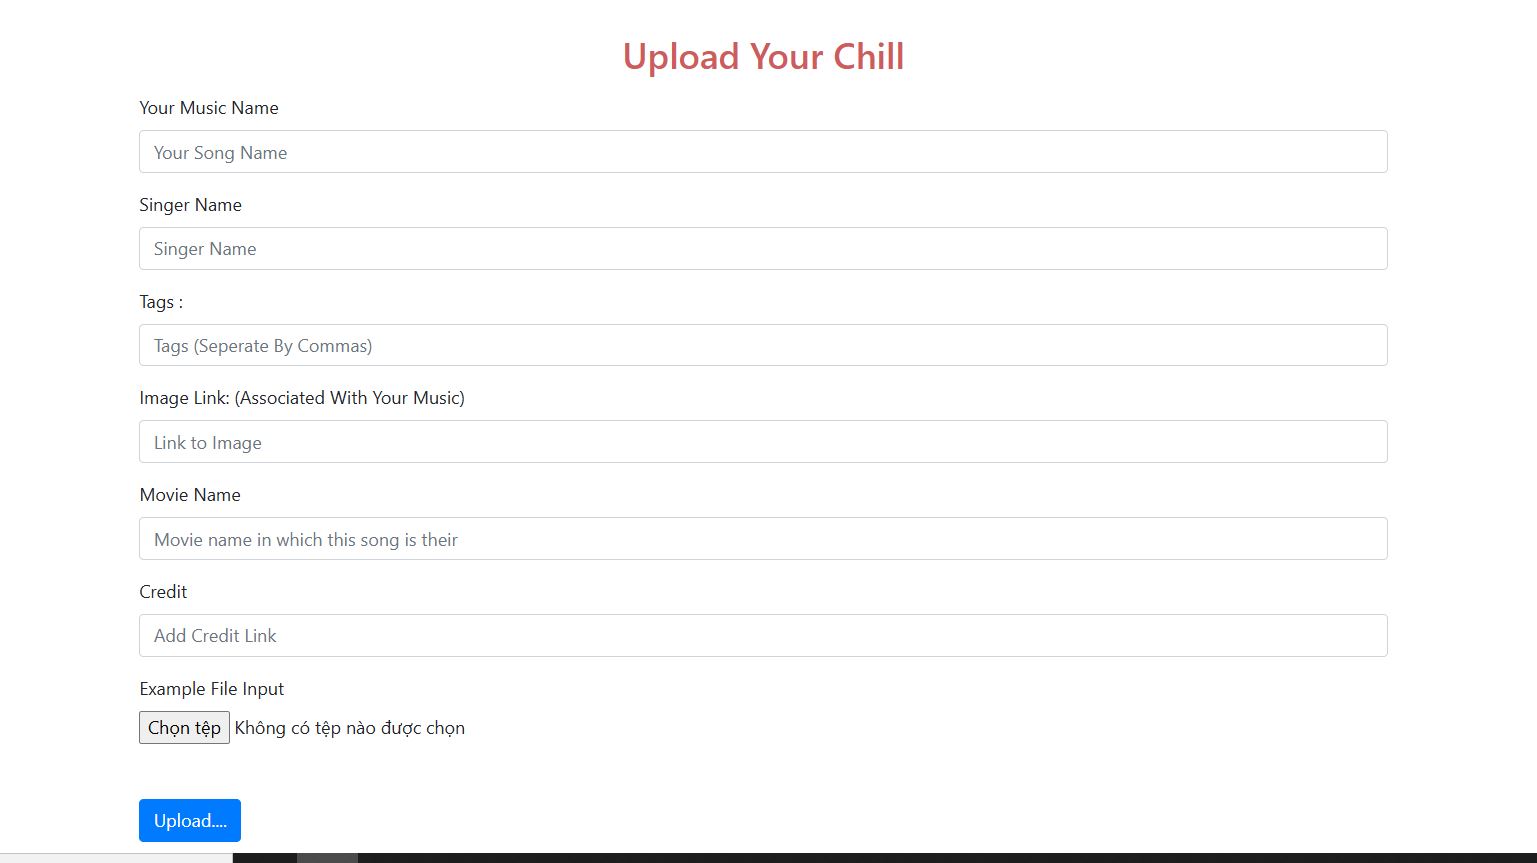 Upload Your Chill
Your Music Name
Your Song Name
Singer Name
Singer Name
Tags :
Tags (Seperate By Commas)
Image Link: (Associated With Your Music)
Link to Image
Movie Name
Movie name in which this song is their
Credit
Add Credit Link
Example File Input
Chọn tệp Không có tệp nào được chọn
Upload....